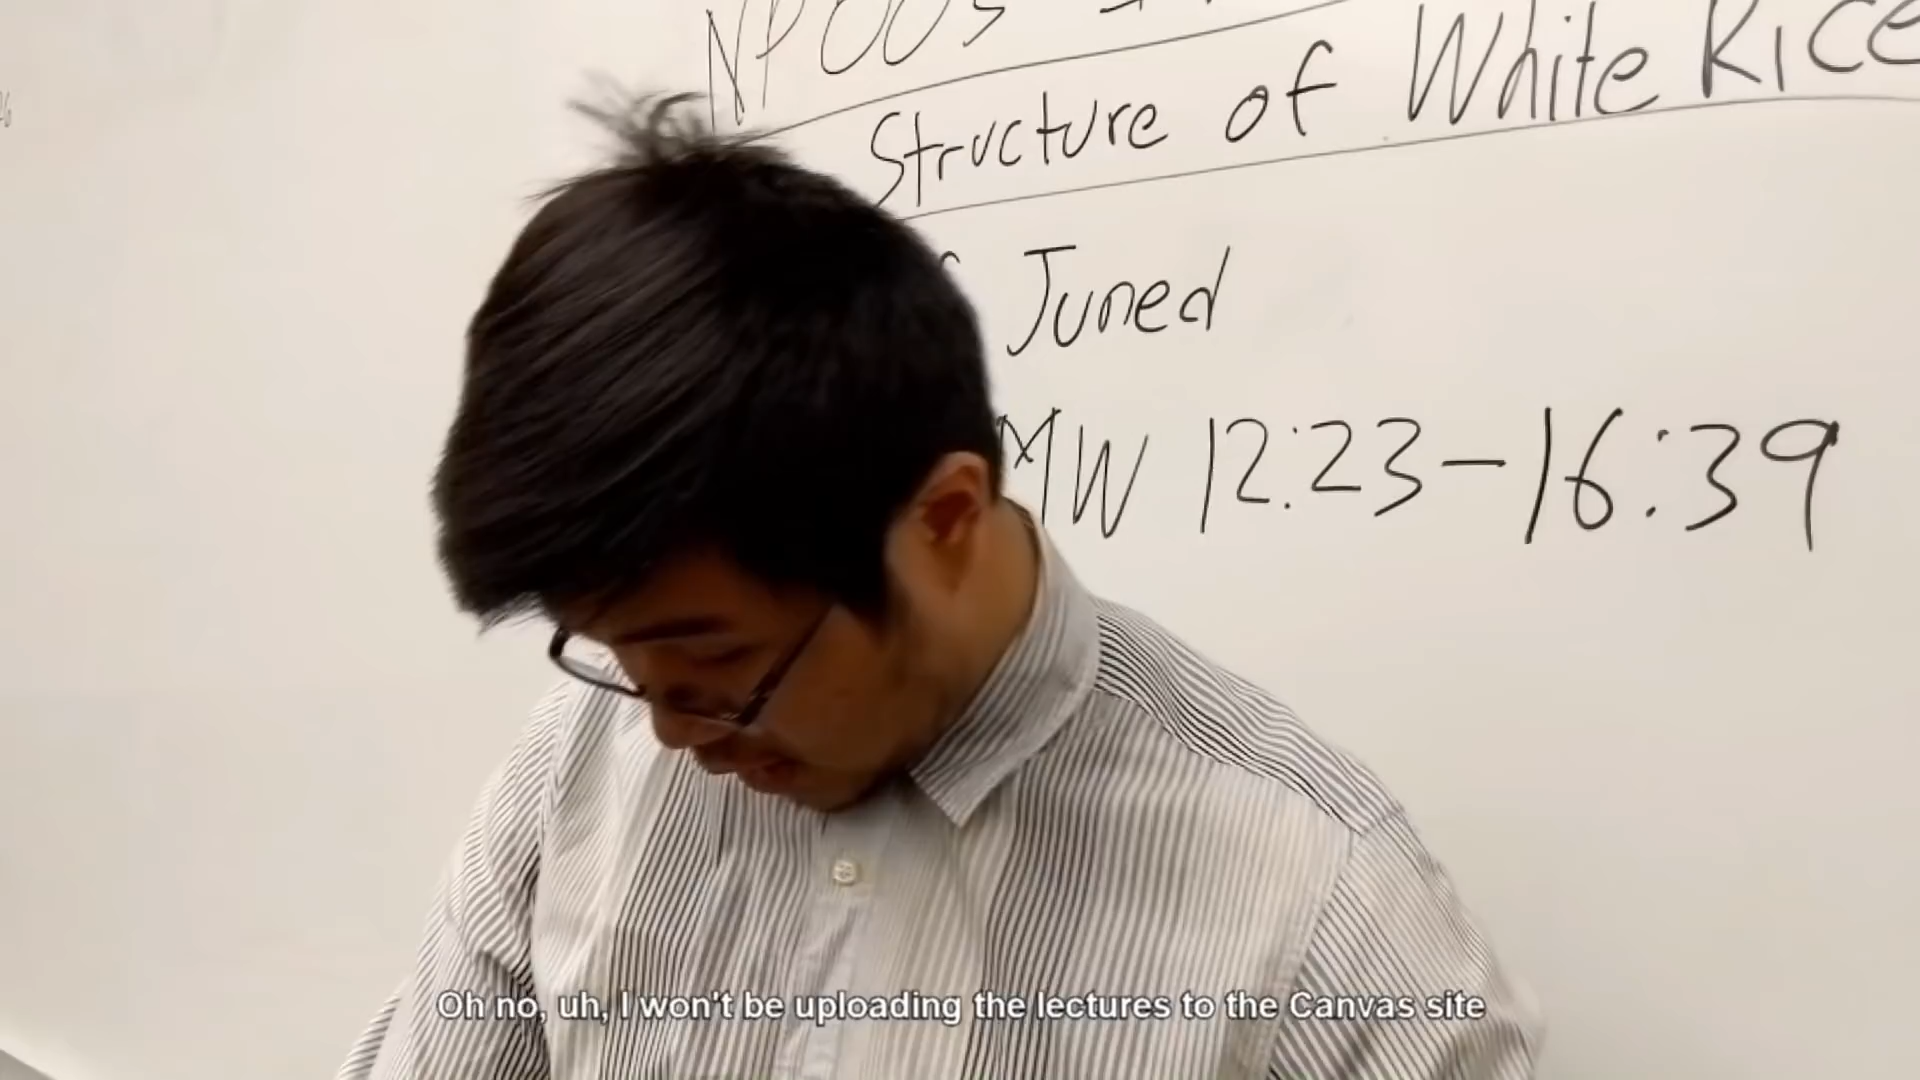 NPOOS
Structure of White Rice
Juned
MW 12:23-16:39
Oh no, uh, I won't be uploading the lectures to the Canvas site